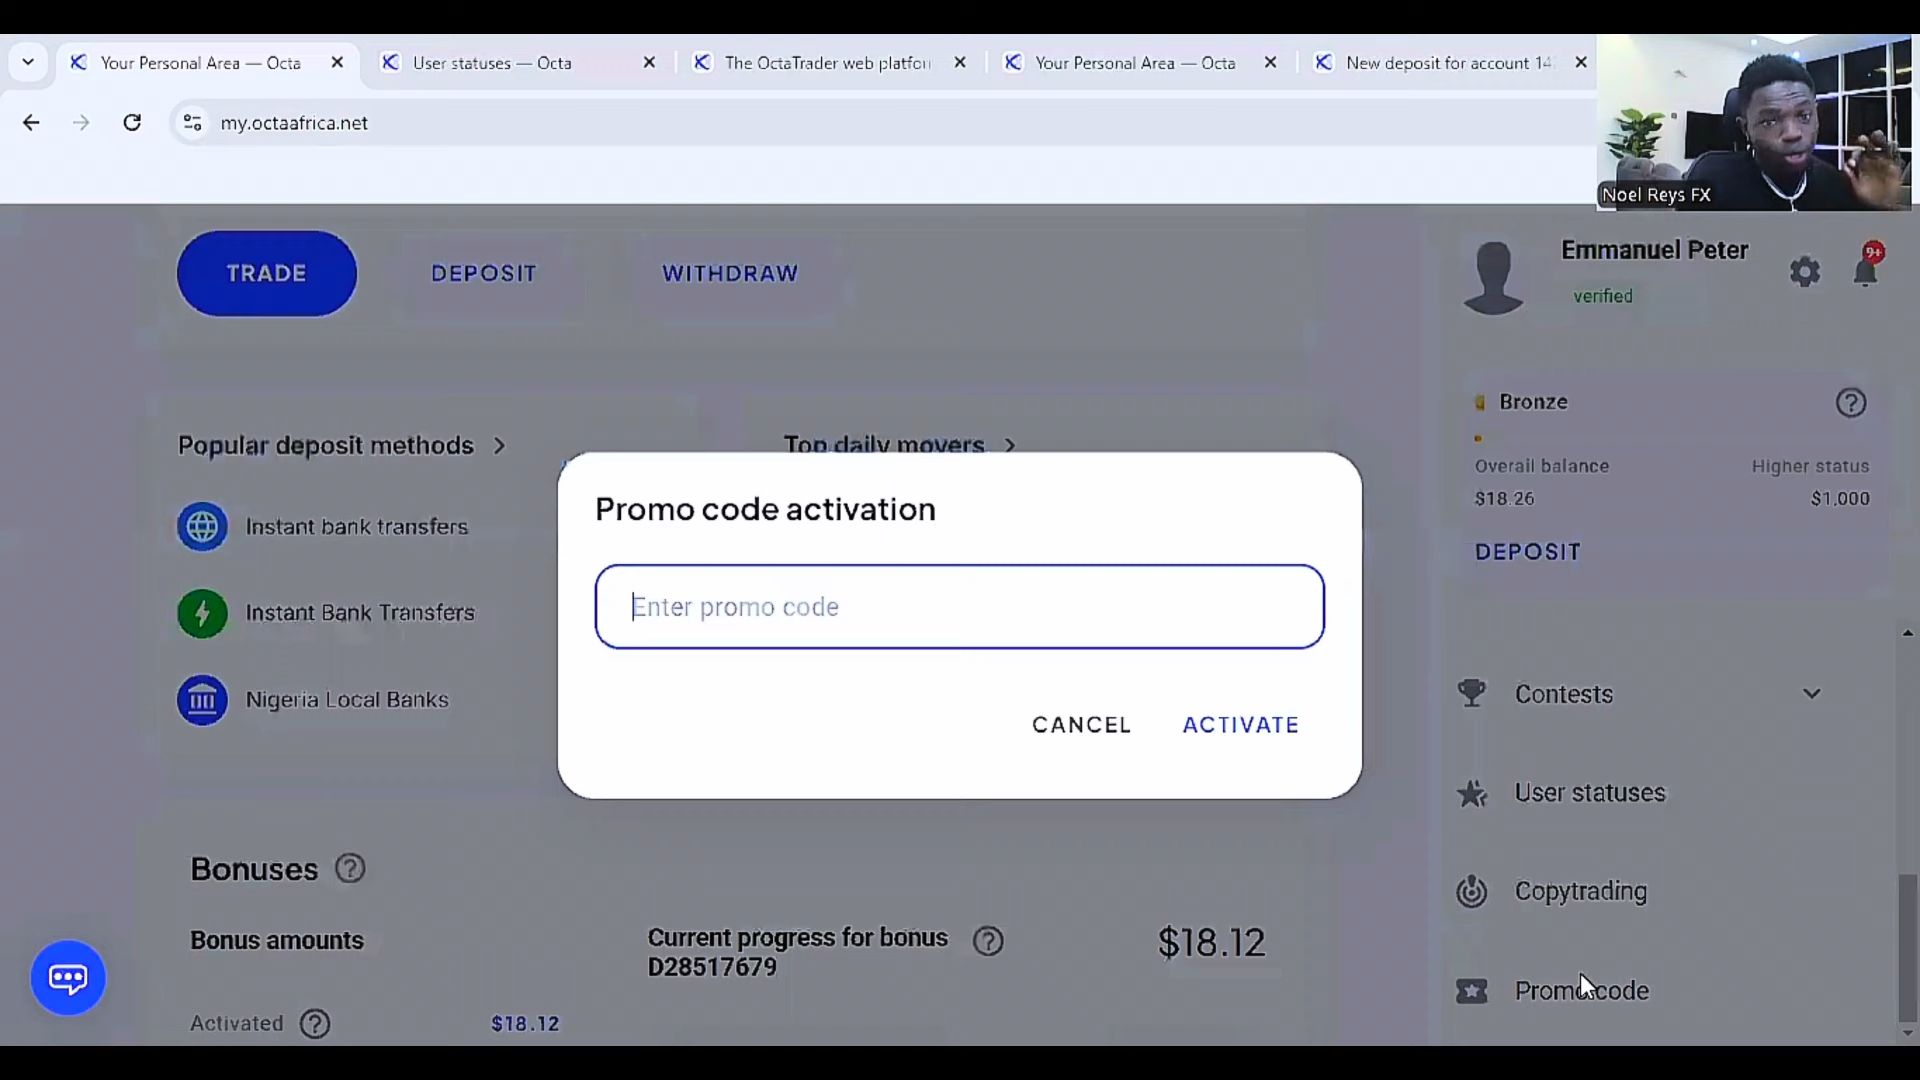 Your Personal Area — Octa
User statuses — Octa
The OctaTrader web platfor
Your Personal Area — Octa
New deposit for account 14
my.octaafrica.net
Noel Reys FX
TRADE
DEPOSIT
WITHDRAW
Emmanuel Peter
verified
9+
Bronze
Overall balance
Higher status
$18.26
$1,000
DEPOSIT
Popular deposit methods
Top daily movers
Instant bank transfers
Instant Bank Transfers
Nigeria Local Banks
Promo code activation
Enter promo code
CANCEL
ACTIVATE
Contests
User statuses
Copytrading
Promo code
Bonuses
Bonus amounts
Current progress for bonus
D28517679
$18.12
Activated
$18.12